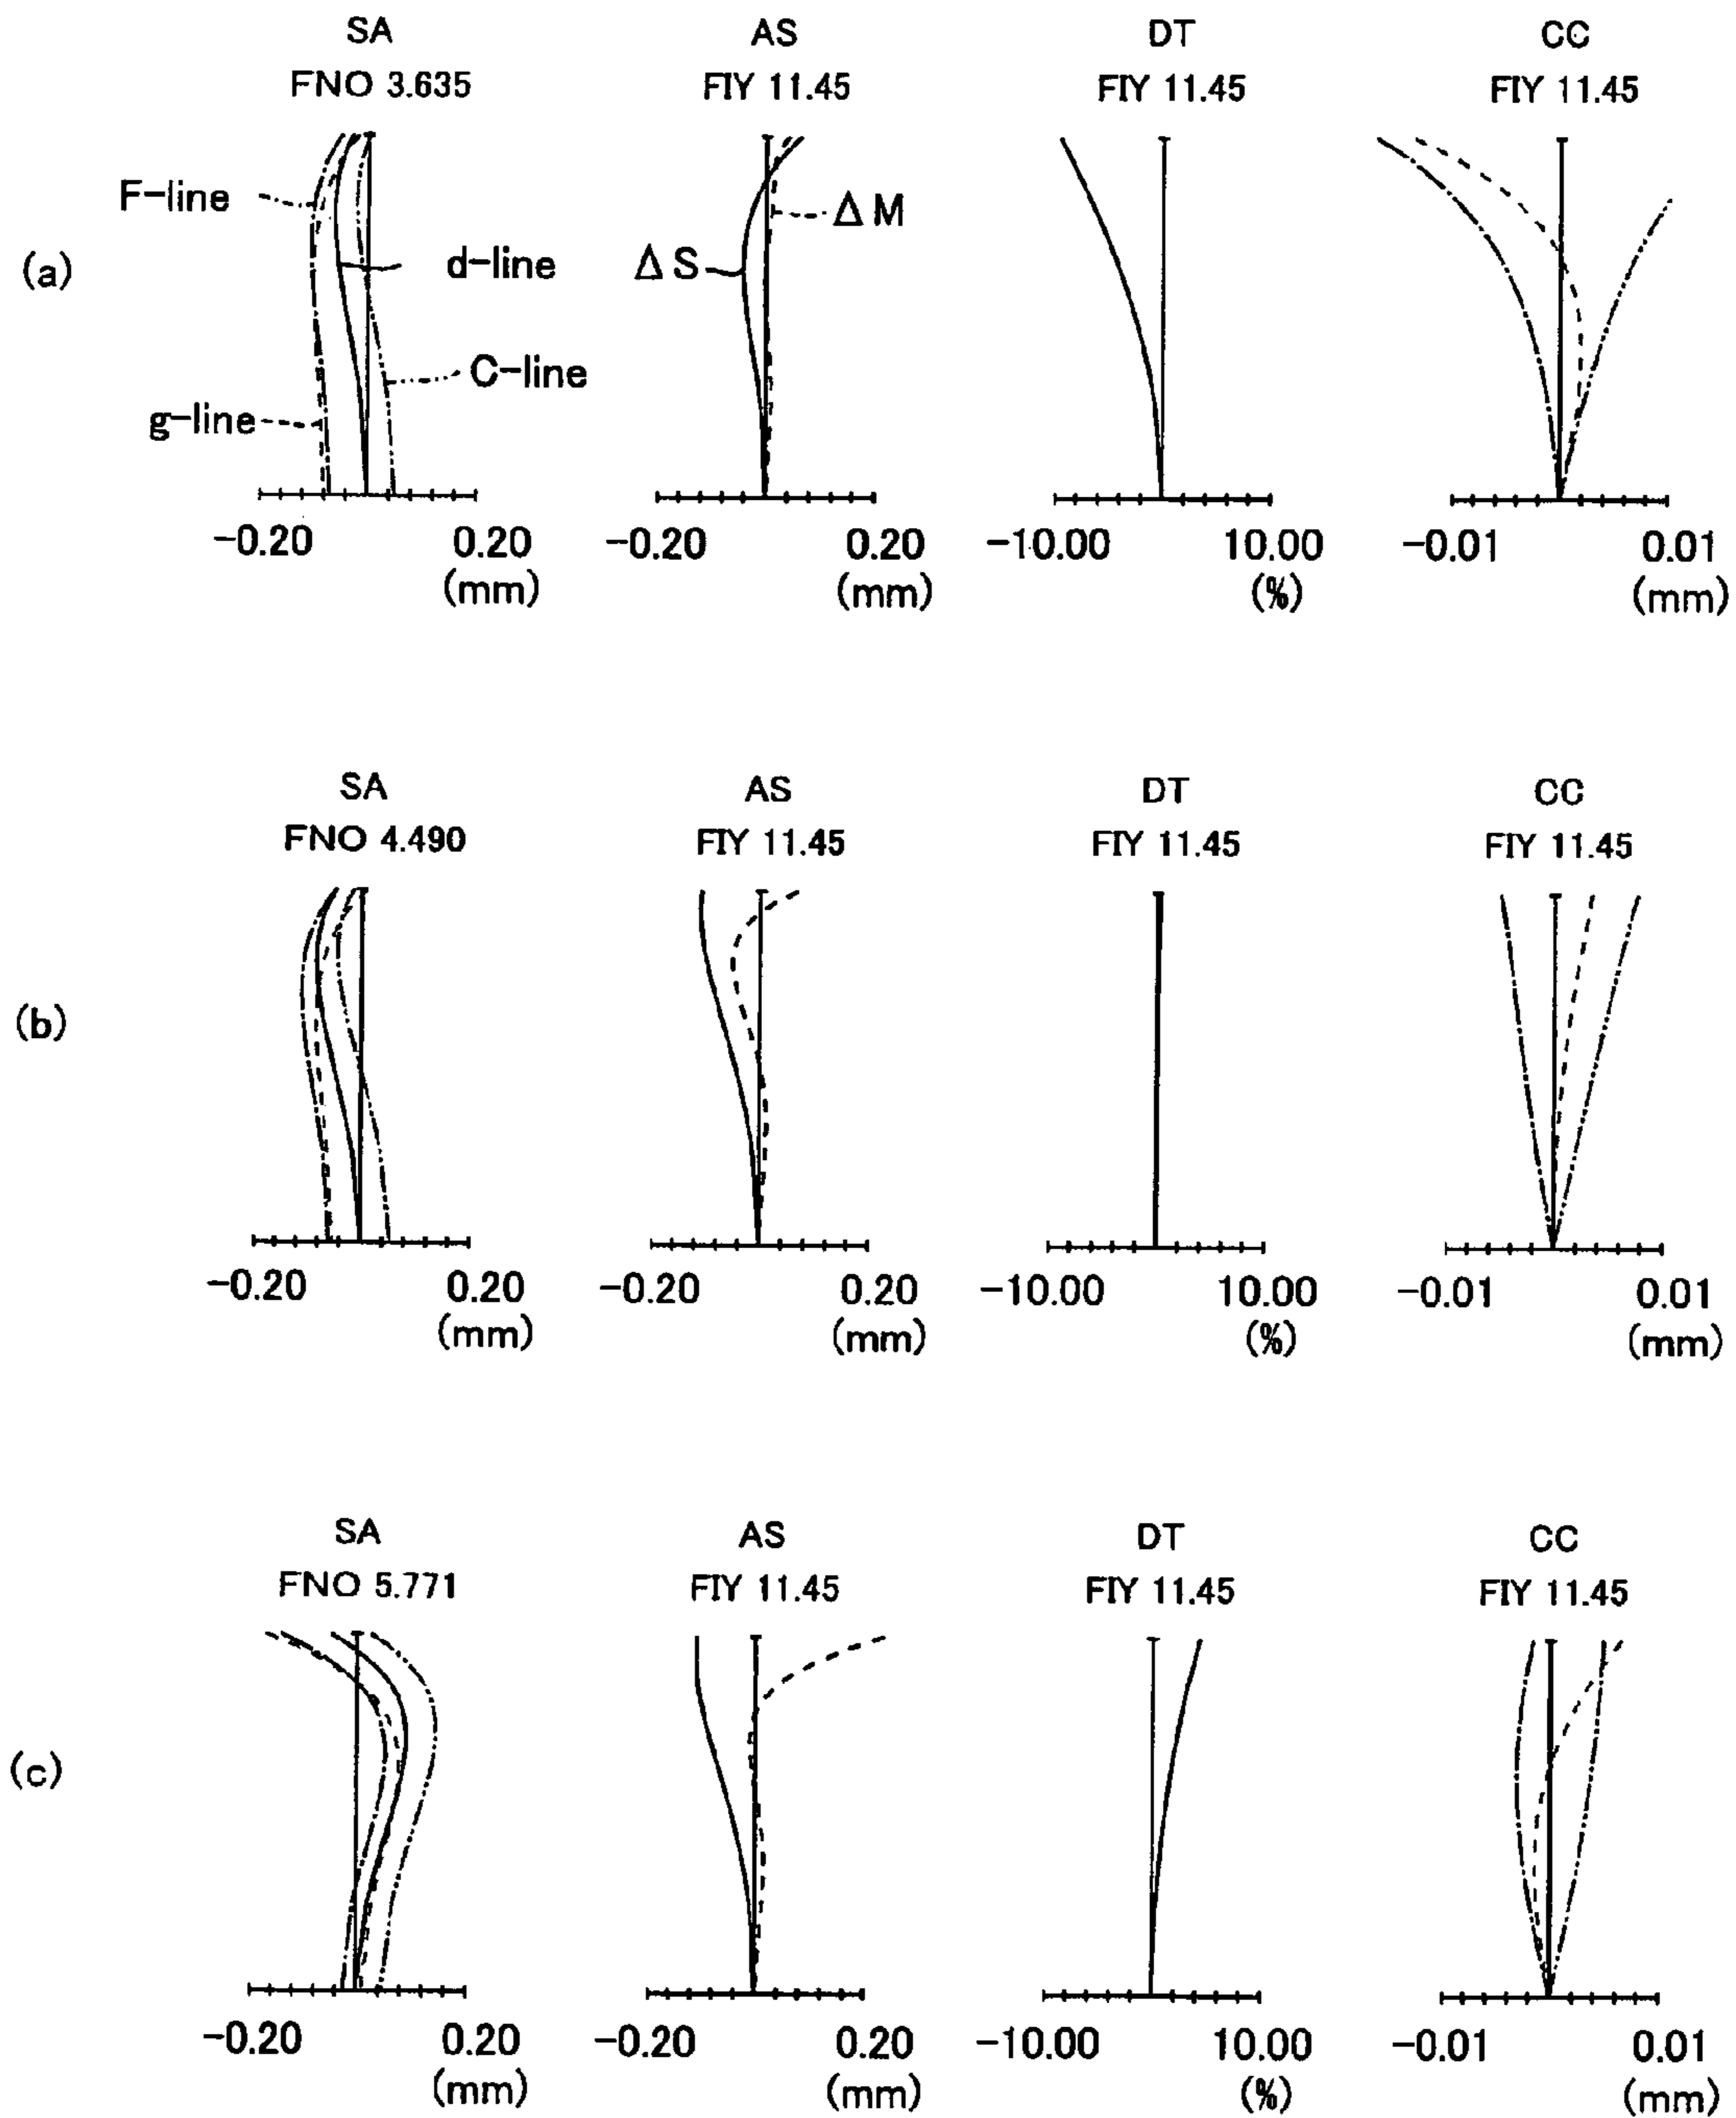 SA AS DT CC
FNO 3.635 FIY 11.45 FIY 11.45 FIY 11.45
F-line
ΔM
(a)
d-line
ΔS
C-line
g-line
-0.20 0.20 -0.20 0.20 -10.00 10.00 -0.01 0.01
(mm) (mm) (%) (mm)
SA AS DT CC
FNO 4.490 FIY 11.45 FIY 11.45 FIY 11.45
(b)
-0.20 0.20 -0.20 0.20 -10.00 10.00 -0.01 0.01
(mm) (mm) (%) (mm)
SA AS DT CC
FNO 5.771 FIY 11.45 FIY 11.45 FIY 11.45
(c)
-0.20 0.20 -0.20 0.20 -10.00 10.00 -0.01 0.01
(mm) (mm) (%) (mm)